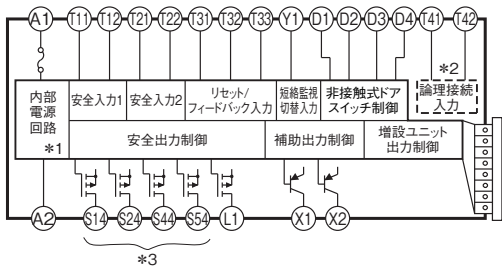 A1 T11 T12 T21 T22 T31 T32 T33 Y1 D1 D2 D3 D4 T41 T42
*2
内部
電源
回路
*1
安全入力1
安全入力2
リセット/
フィードバック入力
短絡監視
切替入力
非接触式ドア
スイッチ制御
論理接続
入力
安全出力制御
補助出力制御
増設ユニット
出力制御
A2 S14 S24 S44 S54 L1 X1 X2
*3